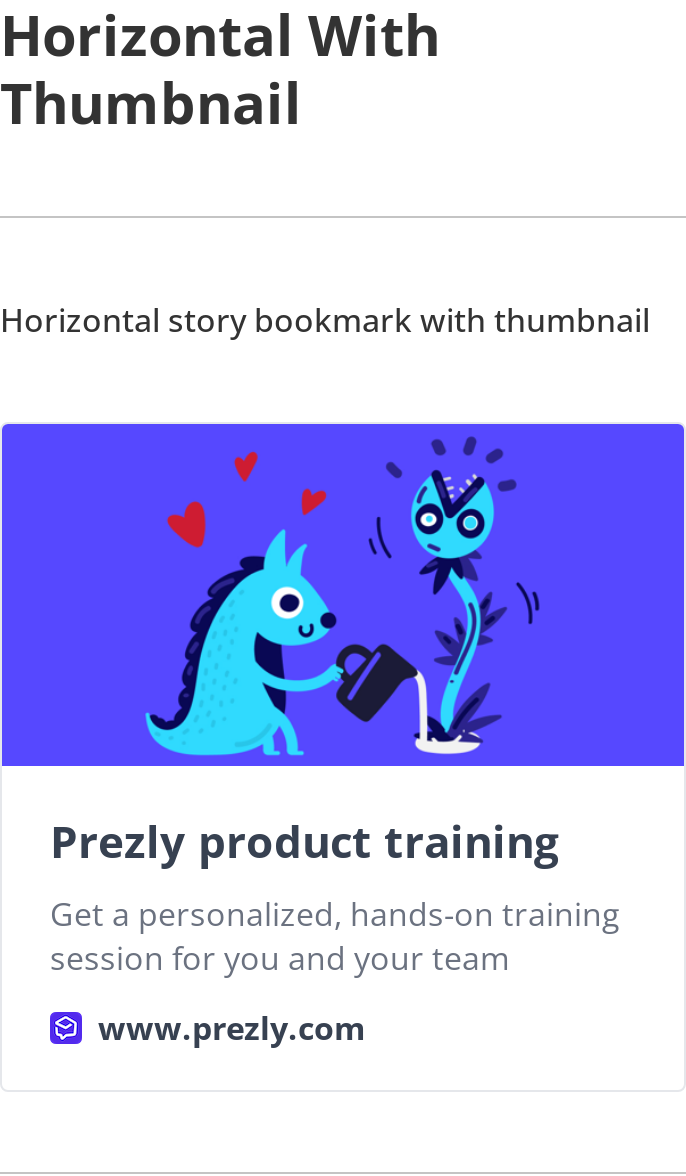 Horizontal With
Thumbnail
Horizontal story bookmark with thumbnail
Prezly product training
Get a personalized, hands-on training
session for you and your team
www.prezly.com